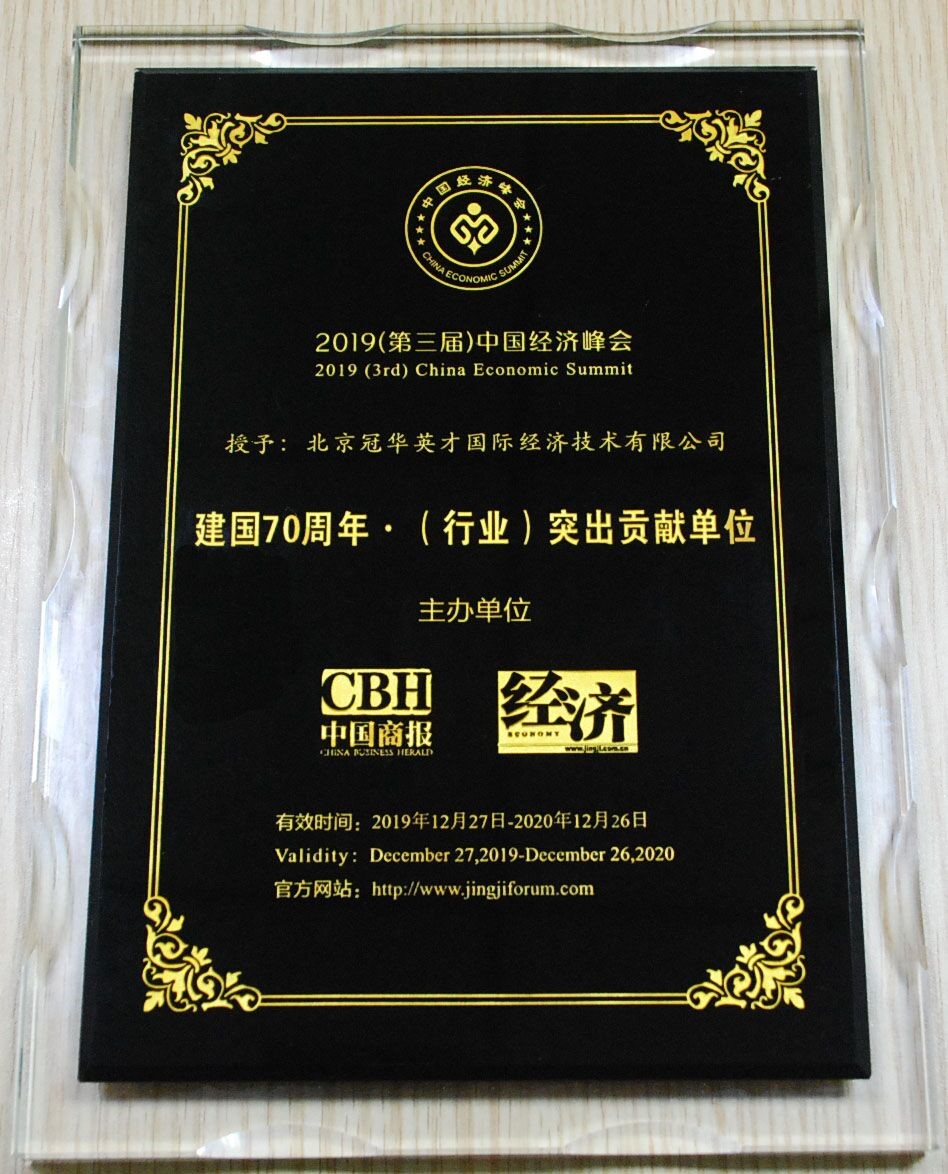 中国经济峰会
CHINA ECONOMIC SUMMIT
2019(第三届)中国经济峰会
2019 (3rd) China Economic Summit
授予：北京冠华英才国际经济技术有限公司
建国70周年·（行业）突出贡献单位
主办单位
CBH
中国商报
CHINA BUSINESS HERALD
经济
ECONOMY
www.jingji.com.cn
有效时间：2019年12月27日-2020年12月26日
Validity：December 27,2019-December 26,2020
官方网站：http://www.jingjiforum.com